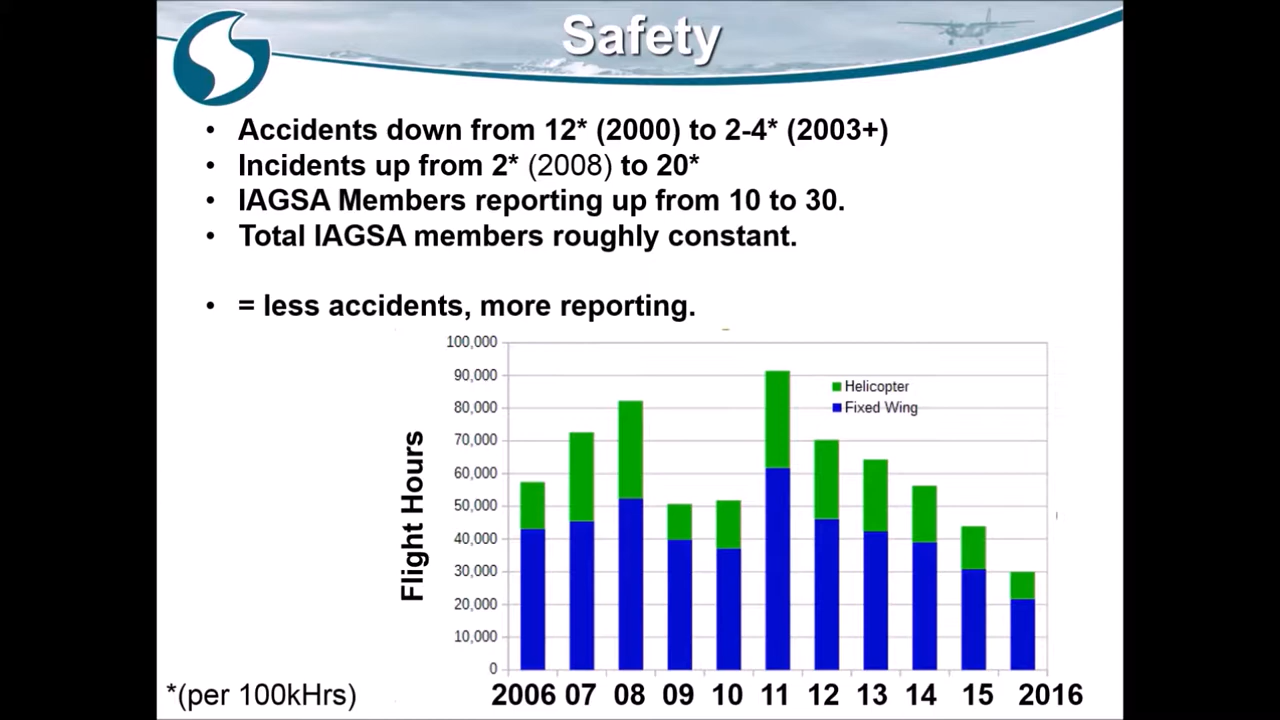 Safety
• Accidents down from 12* (2000) to 2-4* (2003+)
• Incidents up from 2* (2008) to 20*
• IAGSA Members reporting up from 10 to 30.
• Total IAGSA members roughly constant.
• = less accidents, more reporting.
100,000
90,000
80,000
70,000
60,000
50,000
40,000
30,000
20,000
10,000
0
Flight Hours
Helicopter
Fixed Wing
2006 07 08 09 10 11 12 13 14 15 2016
*(per 100kHrs)